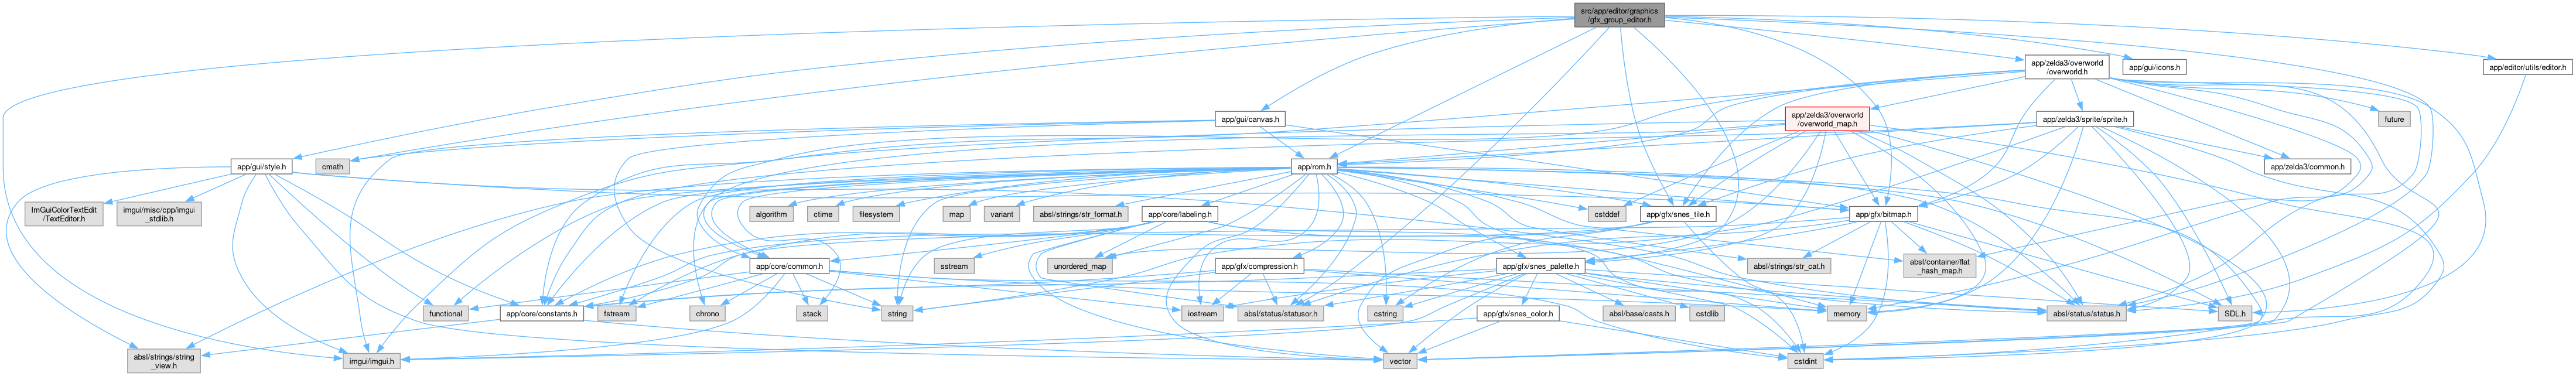 src/app/editor/graphics
/gfx_group_editor.h
app/zelda3/overworld
/overworld.h
app/gui/icons.h
app/editor/utils/editor.h
app/gui/canvas.h
app/zelda3/overworld
/overworld_map.h
app/zelda3/sprite/sprite.h
future
app/gui/style.h
cmath
app/rom.h
app/zelda3/common.h
ImGuiColorTextEdit
/TextEditor.h
imgui/misc/cpp/imgui
_stdlib.h
algorithm
ctime
filesystem
map
variant
absl/strings/str_format.h
app/core/labeling.h
cstddef
app/gfx/snes_tile.h
app/gfx/bitmap.h
app/core/common.h
sstream
unordered_map
app/gfx/compression.h
app/gfx/snes_palette.h
absl/strings/str_cat.h
absl/container/flat
_hash_map.h
functional
app/core/constants.h
fstream
chrono
stack
string
iostream
absl/status/statusor.h
cstring
app/gfx/snes_color.h
absl/base/casts.h
cstdlib
memory
absl/status/status.h
SDL.h
absl/strings/string
_view.h
imgui/imgui.h
vector
cstdint